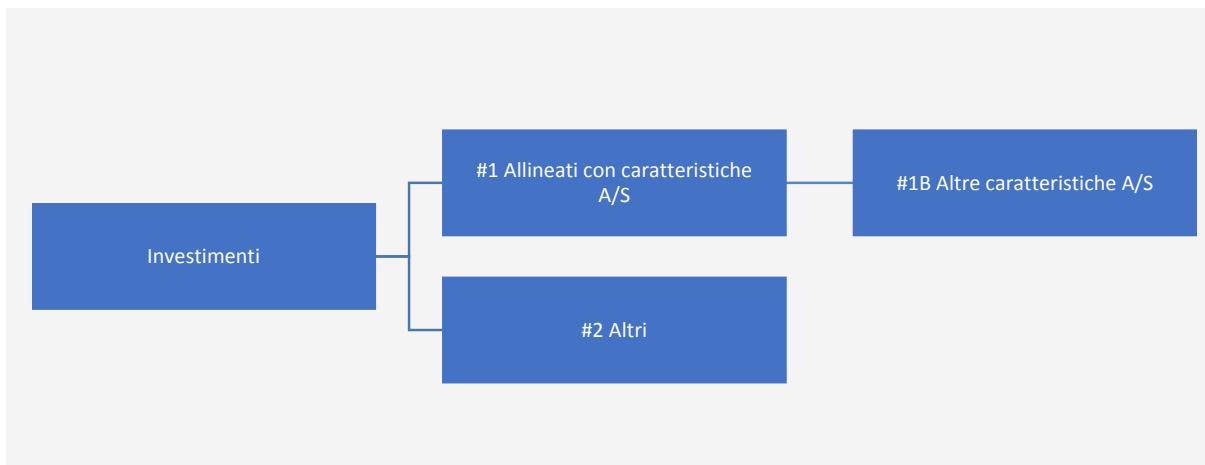 #1 Allineati con caratteristiche
A/S
#1B Altre caratteristiche A/S
Investimenti
#2 Altri